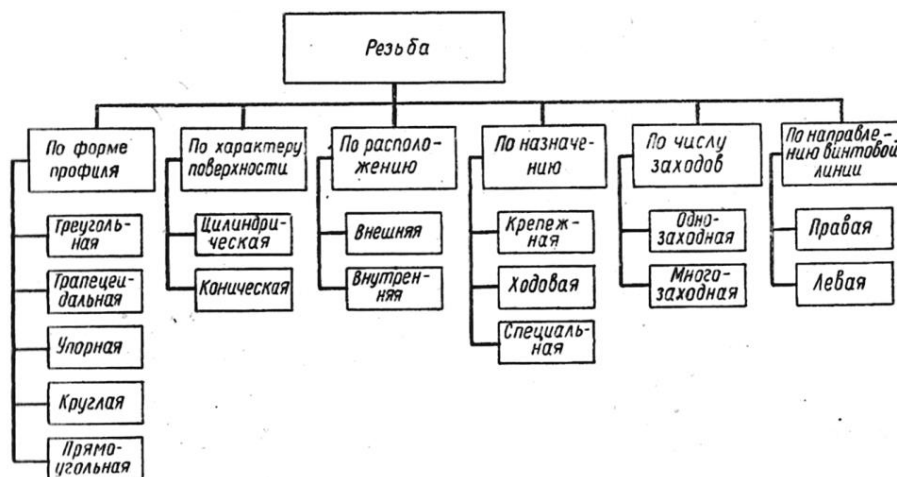 Резьба
По форме
профиля
По характеру
поверхности
По располо-
жению
По назначе-
нию
По числу
заходов
По направле-
нию винтовой
линии
Треуголь-
ная
Трапецеи-
дальная
Упорная
Круглая
Прямо-
угольная
Цилиндри-
ческая
Коническая
Внешняя
Внутрен-
няя
Крепеж-
ная
Ходовая
Специаль-
ная
Одно-
заходная
Много-
заходная
Правая
Левая